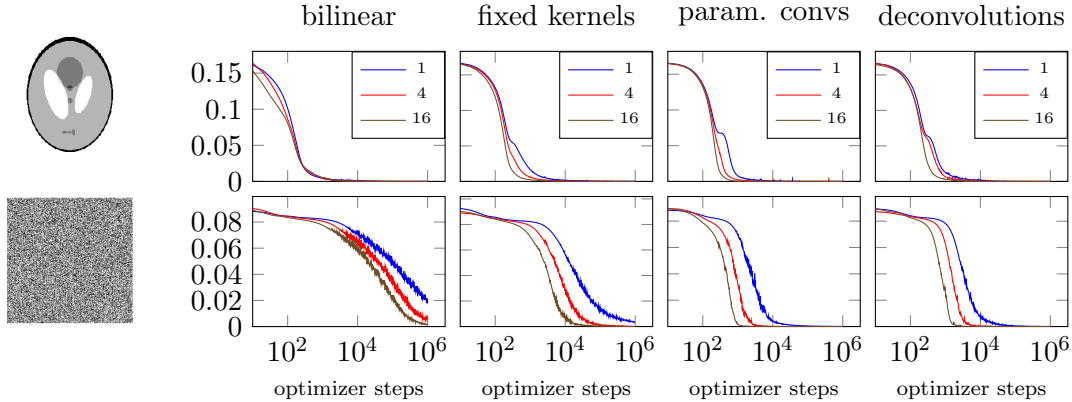 bilinear
fixed kernels
param. convs
deconvolutions
0.15
0.1
0.05
0
1
4
16
1
4
16
1
4
16
1
4
16
0.08
0.06
0.04
0.02
0
10^2 10^4 10^6
10^2 10^4 10^6
10^2 10^4 10^6
10^2 10^4 10^6
optimizer steps
optimizer steps
optimizer steps
optimizer steps